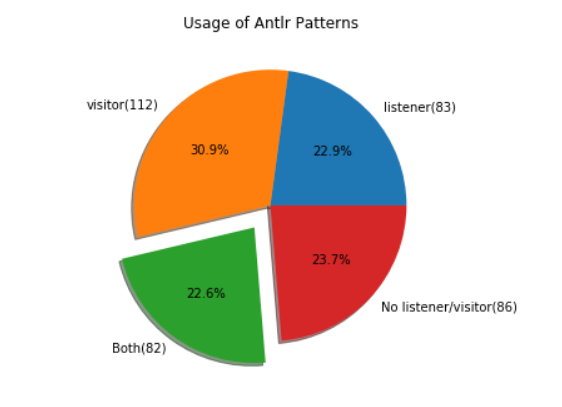 Usage of Antlr Patterns
visitor(112)
listener(83)
30.9%
22.9%
23.7%
22.6%
No listener/visitor(86)
Both(82)